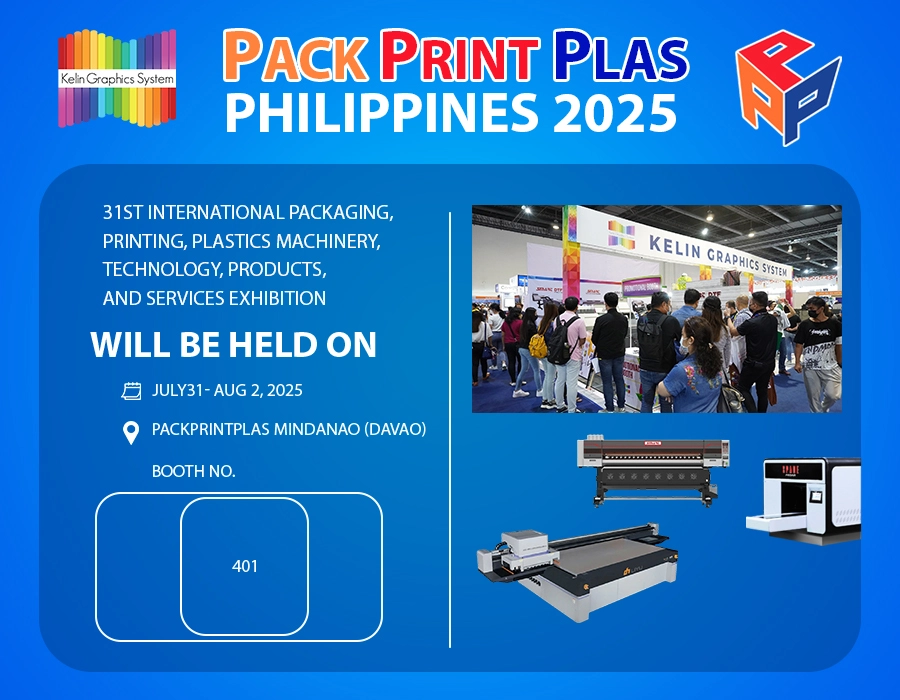 Kelin Graphics System
PACK PRINT PLAS
PHILIPPINES 2025
PPP
31ST INTERNATIONAL PACKAGING,
PRINTING, PLASTICS MACHINERY,
TECHNOLOGY, PRODUCTS,
AND SERVICES EXHIBITION
WILL BE HELD ON
JULY31- AUG 2, 2025
PACKPRINTPLAS MINDANAO (DAVAO)
BOOTH NO.
401
KELIN GRAPHICS SYSTEM